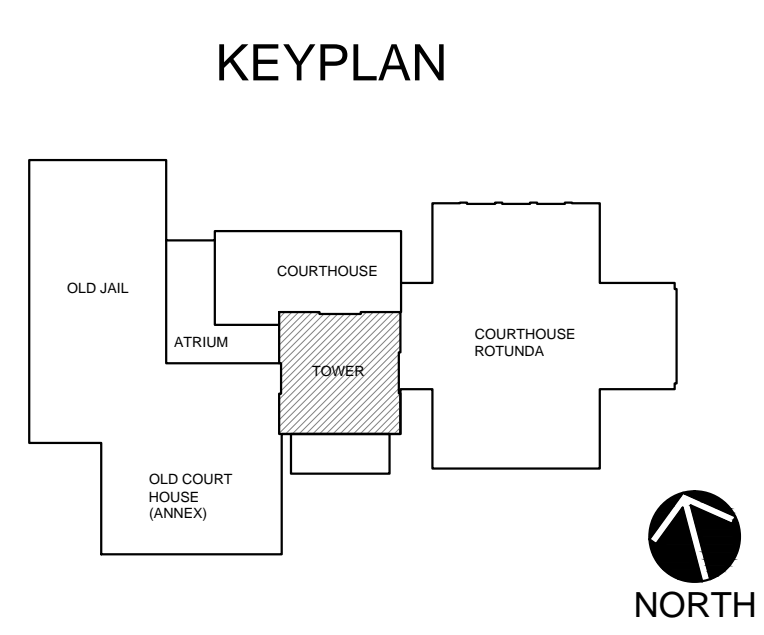 KEYPLAN
OLD JAIL
COURTHOUSE
ATRIUM
TOWER
COURTHOUSE
ROTUNDA
OLD COURT
HOUSE
(ANNEX)
NORTH